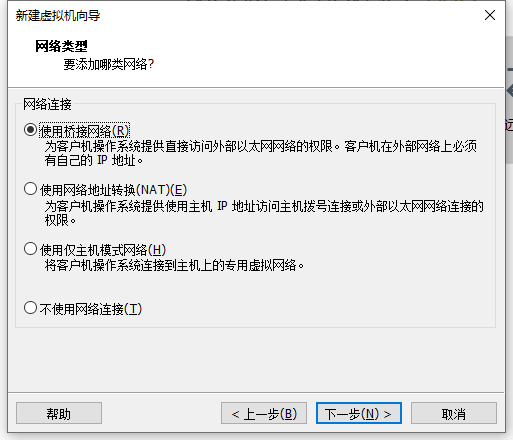 新建虚拟机向导
网络类型
要添加哪类网络?
网络连接
使用桥接网络(R)
为客户机操作系统提供直接访问外部以太网网络的权限。客户机在外部网络上必须
有自己的 IP 地址。
使用网络地址转换(NAT)(E)
为客户机操作系统提供使用主机 IP 地址访问主机拨号连接或外部以太网网络连接的
权限。
使用仅主机模式网络(H)
将客户机操作系统连接到主机上的专用虚拟网络。
不使用网络连接(T)
帮助
< 上一步(B)
下一步(N) >
取消